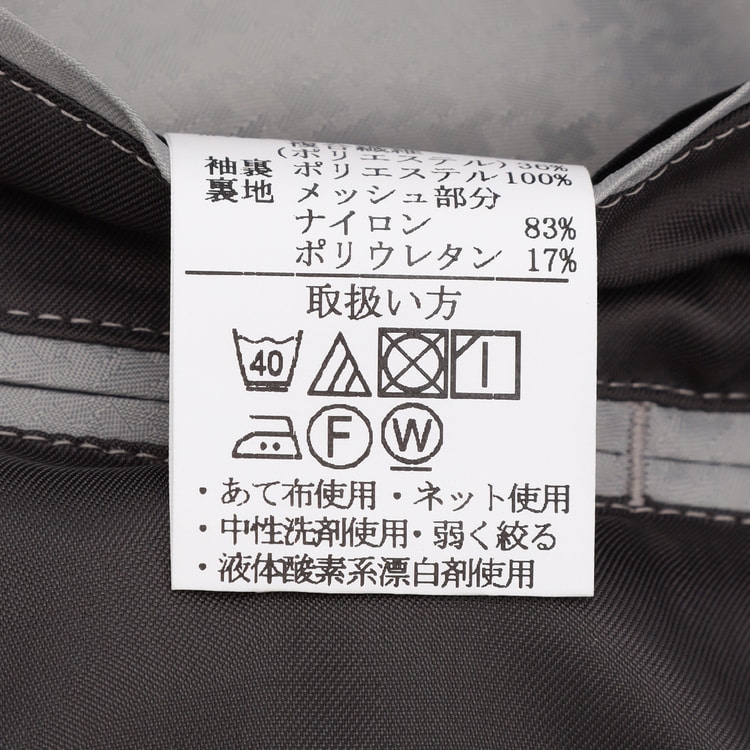 (ポリエステル) 36%
袖裏 ポリエステル100%
裏地 メッシュ部分
ナイロン 83%
ポリウレタン 17%
取扱い方
40
F W
・あて布使用・ネット使用
・中性洗剤使用・弱く絞る
・液体酸素系漂白剤使用